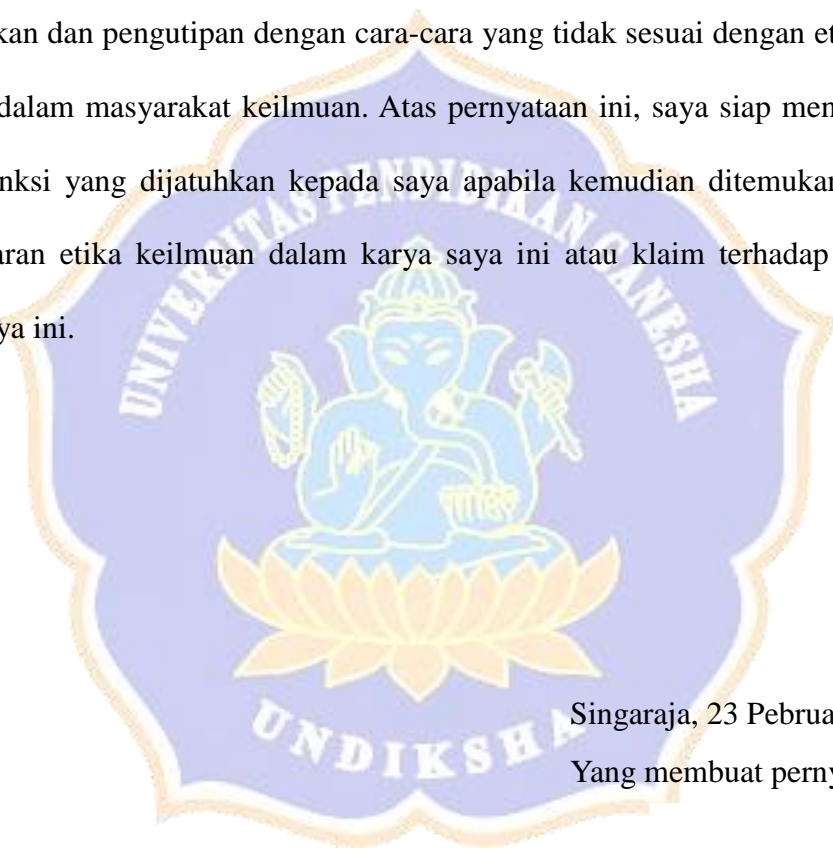 kan dan pengutipan dengan cara-cara yang tidak sesuai dengan et
dalam masyarakat keilmuan. Atas pernyataan ini, saya siap men
nksi yang dijatuhkan kepada saya apabila kemudian ditemukan
aran etika keilmuan dalam karya saya ini atau klaim terhadap
ya ini.
UNIVERSITAS PENDIDIKAN GANESHA
UNDIKSHA
Singaraja, 23 Pebrua
Yang membuat perny